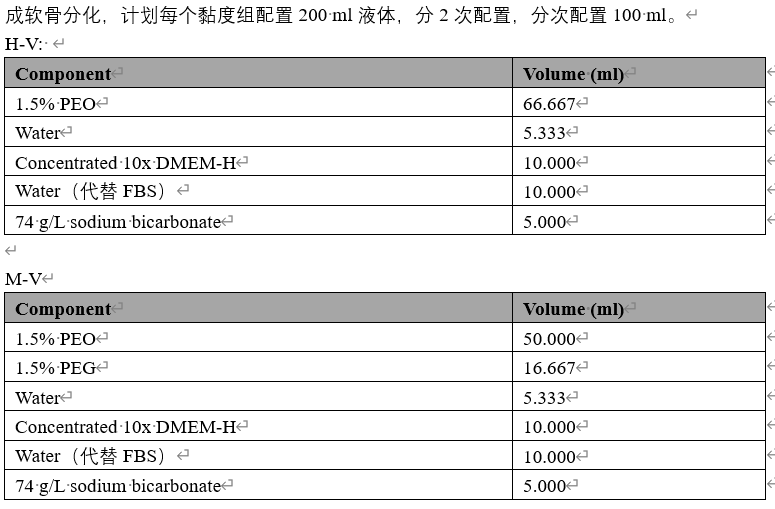 成软骨分化，计划每个黏度组配置 200 ml 液体，分 2 次配置，分次配置 100 ml。
H-V:
Component Volume (ml)
1.5% PEO 66.667
Water 5.333
Concentrated 10x DMEM-H 10.000
Water（代替 FBS） 10.000
74 g/L sodium bicarbonate 5.000
M-V
Component Volume (ml)
1.5% PEO 50.000
1.5% PEG 16.667
Water 5.333
Concentrated 10x DMEM-H 10.000
Water（代替 FBS） 10.000
74 g/L sodium bicarbonate 5.000